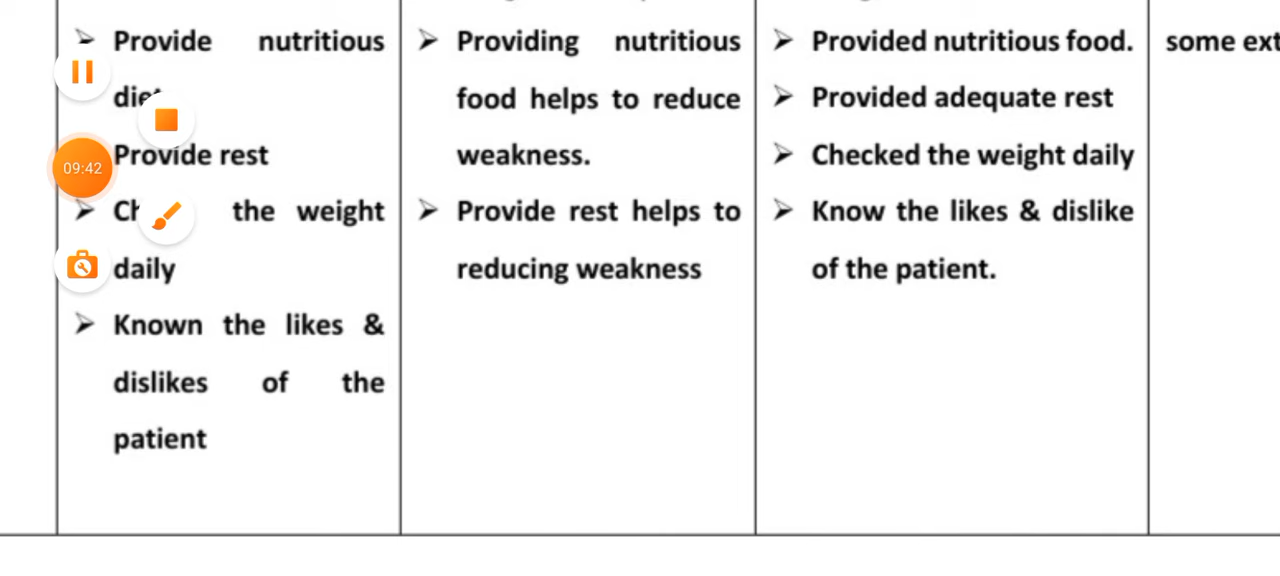 Provide nutritious
Provide rest
the weight
daily
Known the likes &
dislikes of the
patient
Providing nutritious
food helps to reduce
weakness.
Provide rest helps to
reducing weakness
Provided nutritious food.
Provided adequate rest
Checked the weight daily
Know the likes & dislike
of the patient.
some
09:42